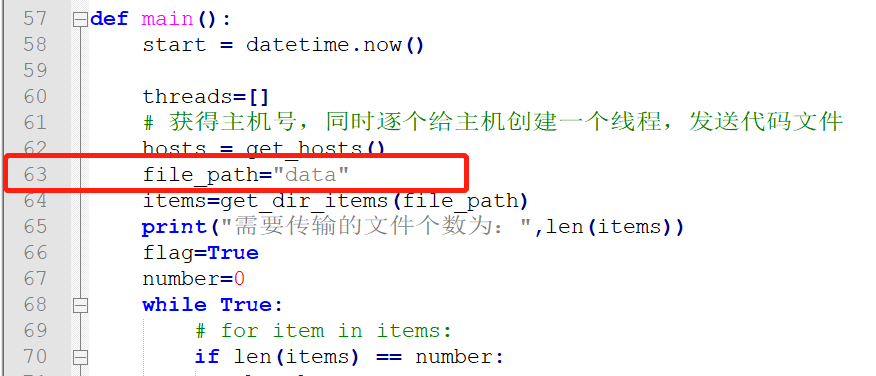 57 def main():
58 start = datetime.now()
59
60 threads=[]
61 # 获得主机号，同时逐个给主机创建一个线程，发送代码文件
62 hosts = get_hosts()
63 file_path="data"
64 items=get_dir_items(file_path)
65 print("需要传输的文件个数为：",len(items))
66 flag=True
67 number=0
68 while True:
69 # for item in items:
70 if len(items) == number: